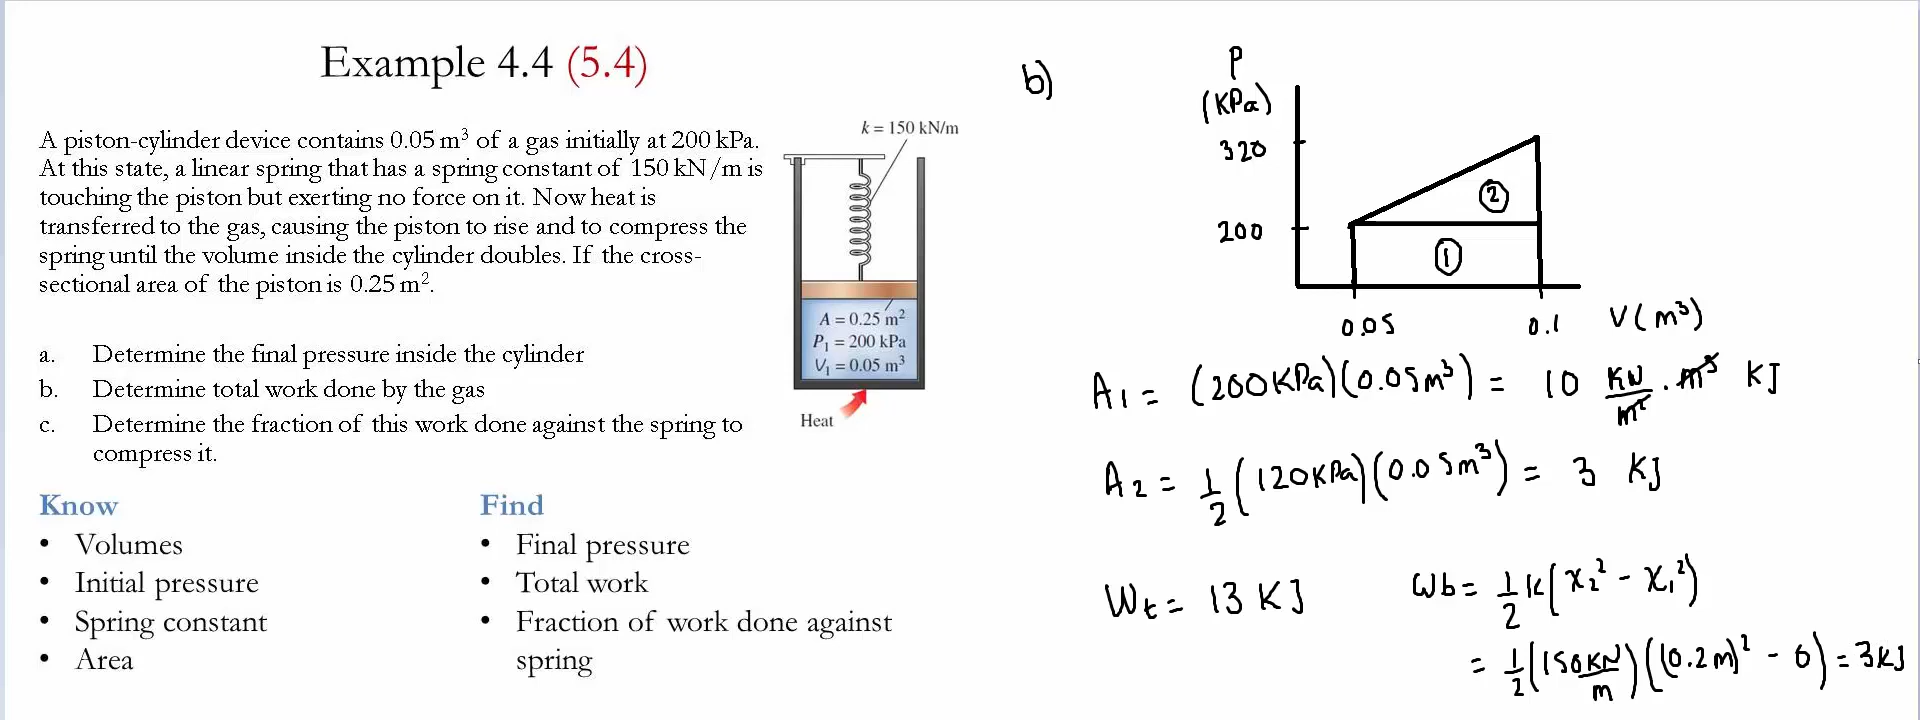 Example 4.4 (5.4)
A piston-cylinder device contains 0.05 m³ of a gas initially at 200 kPa.
At this state, a linear spring that has a spring constant of 150 kN/m is
touching the piston but exerting no force on it. Now heat is
transferred to the gas, causing the piston to rise and to compress the
spring until the volume inside the cylinder doubles. If the cross-
sectional area of the piston is 0.25 m².
a. Determine the final pressure inside the cylinder
b. Determine total work done by the gas
c. Determine the fraction of this work done against the spring to
compress it.
k = 150 kN/m
A = 0.25 m²
P₁ = 200 kPa
V₁ = 0.05 m³
Heat
Know
• Volumes
• Initial pressure
• Spring constant
• Area
Find
• Final pressure
• Total work
• Fraction of work done against
spring
b)
P
(KPa)
320
200
②
①
0.05 0.1 V(m³)
A1 = (200KPa)(0.05m³) = 10 KN/m² · m³ KJ
A2 = 1/2 (120KPa)(0.05m³) = 3 KJ
Wt = 13 KJ
Wb = 1/2 K(x₂² - x₁²)
= 1/2 (150KN/m)((0.2m)² - 0) = 3KJ